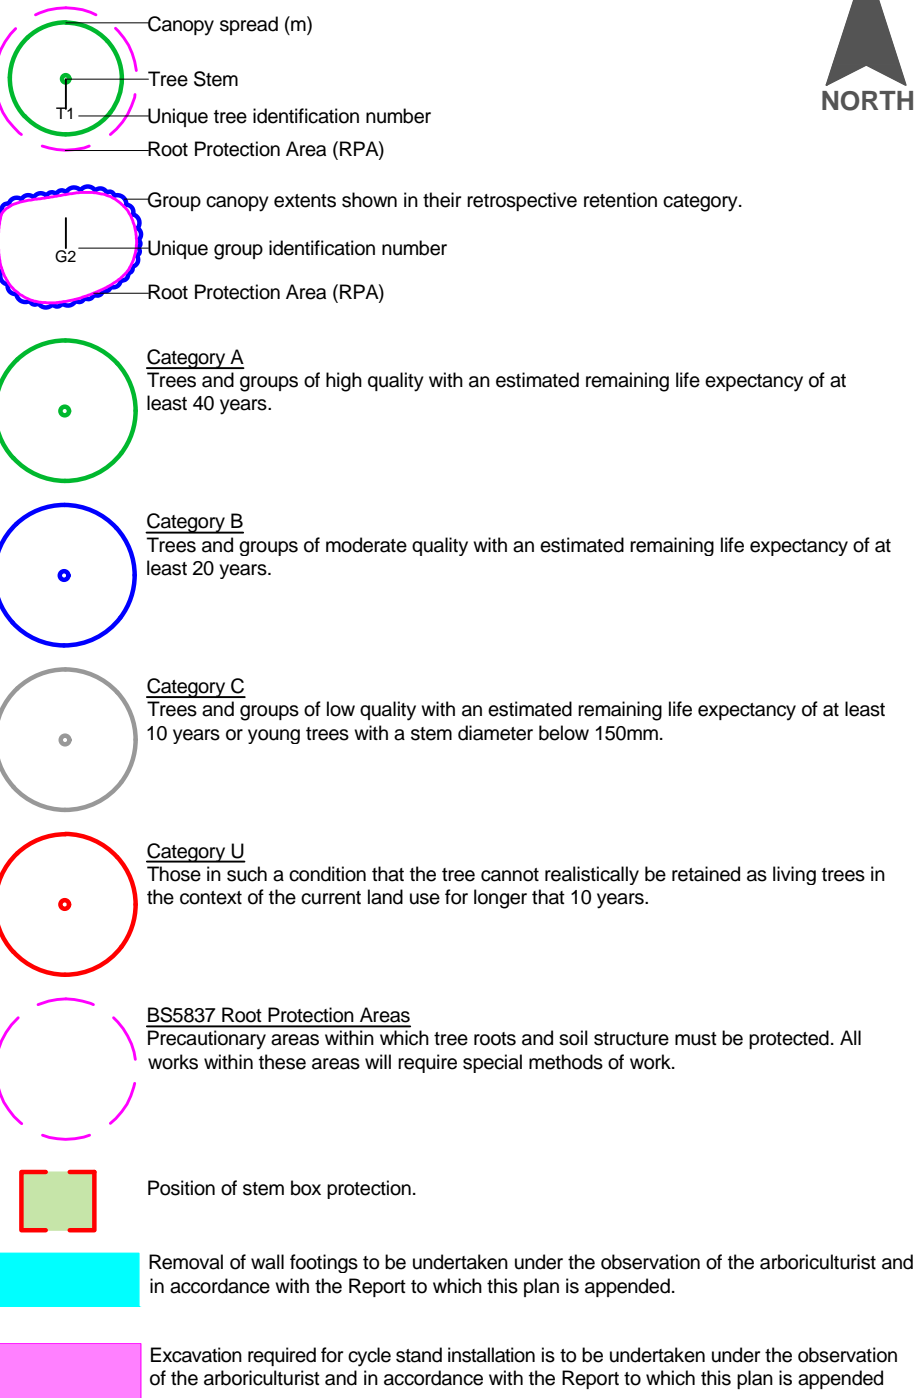 Canopy spread (m)
Tree Stem
NORTH
T1
Unique tree identification number
Root Protection Area (RPA)
Group canopy extents shown in their retrospective retention category.
G2
Unique group identification number
Root Protection Area (RPA)
Category A
Trees and groups of high quality with an estimated remaining life expectancy of at
least 40 years.
Category B
Trees and groups of moderate quality with an estimated remaining life expectancy of at
least 20 years.
Category C
Trees and groups of low quality with an estimated remaining life expectancy of at least
10 years or young trees with a stem diameter below 150mm.
Category U
Those in such a condition that the tree cannot realistically be retained as living trees in
the context of the current land use for longer that 10 years.
BS5837 Root Protection Areas
Precautionary areas within which tree roots and soil structure must be protected. All
works within these areas will require special methods of work.
Position of stem box protection.
Removal of wall footings to be undertaken under the observation of the arboriculturist and
in accordance with the Report to which this plan is appended.
Excavation required for cycle stand installation is to be undertaken under the observation
of the arboriculturist and in accordance with the Report to which this plan is appended